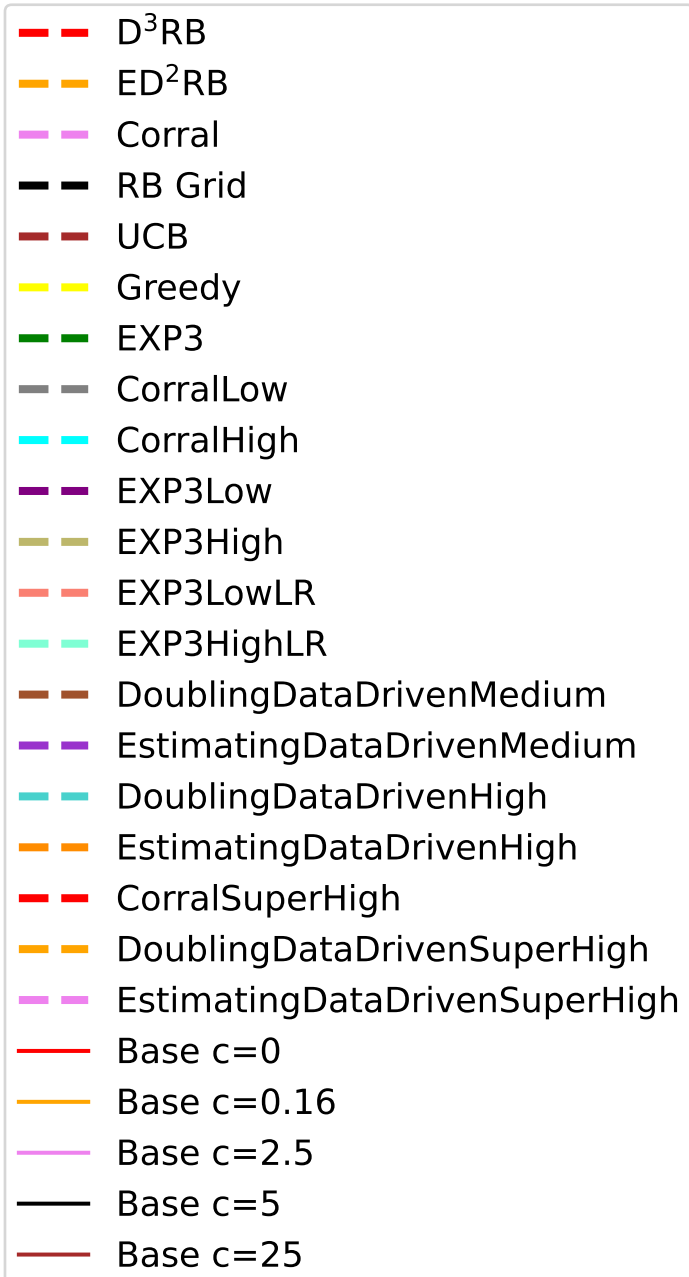 D³RB
ED²RB
Corral
RB Grid
UCB
Greedy
EXP3
CorralLow
CorralHigh
EXP3Low
EXP3High
EXP3LowLR
EXP3HighLR
DoublingDataDrivenMedium
EstimatingDataDrivenMedium
DoublingDataDrivenHigh
EstimatingDataDrivenHigh
CorralSuperHigh
DoublingDataDrivenSuperHigh
EstimatingDataDrivenSuperHigh
Base c=0
Base c=0.16
Base c=2.5
Base c=5
Base c=25